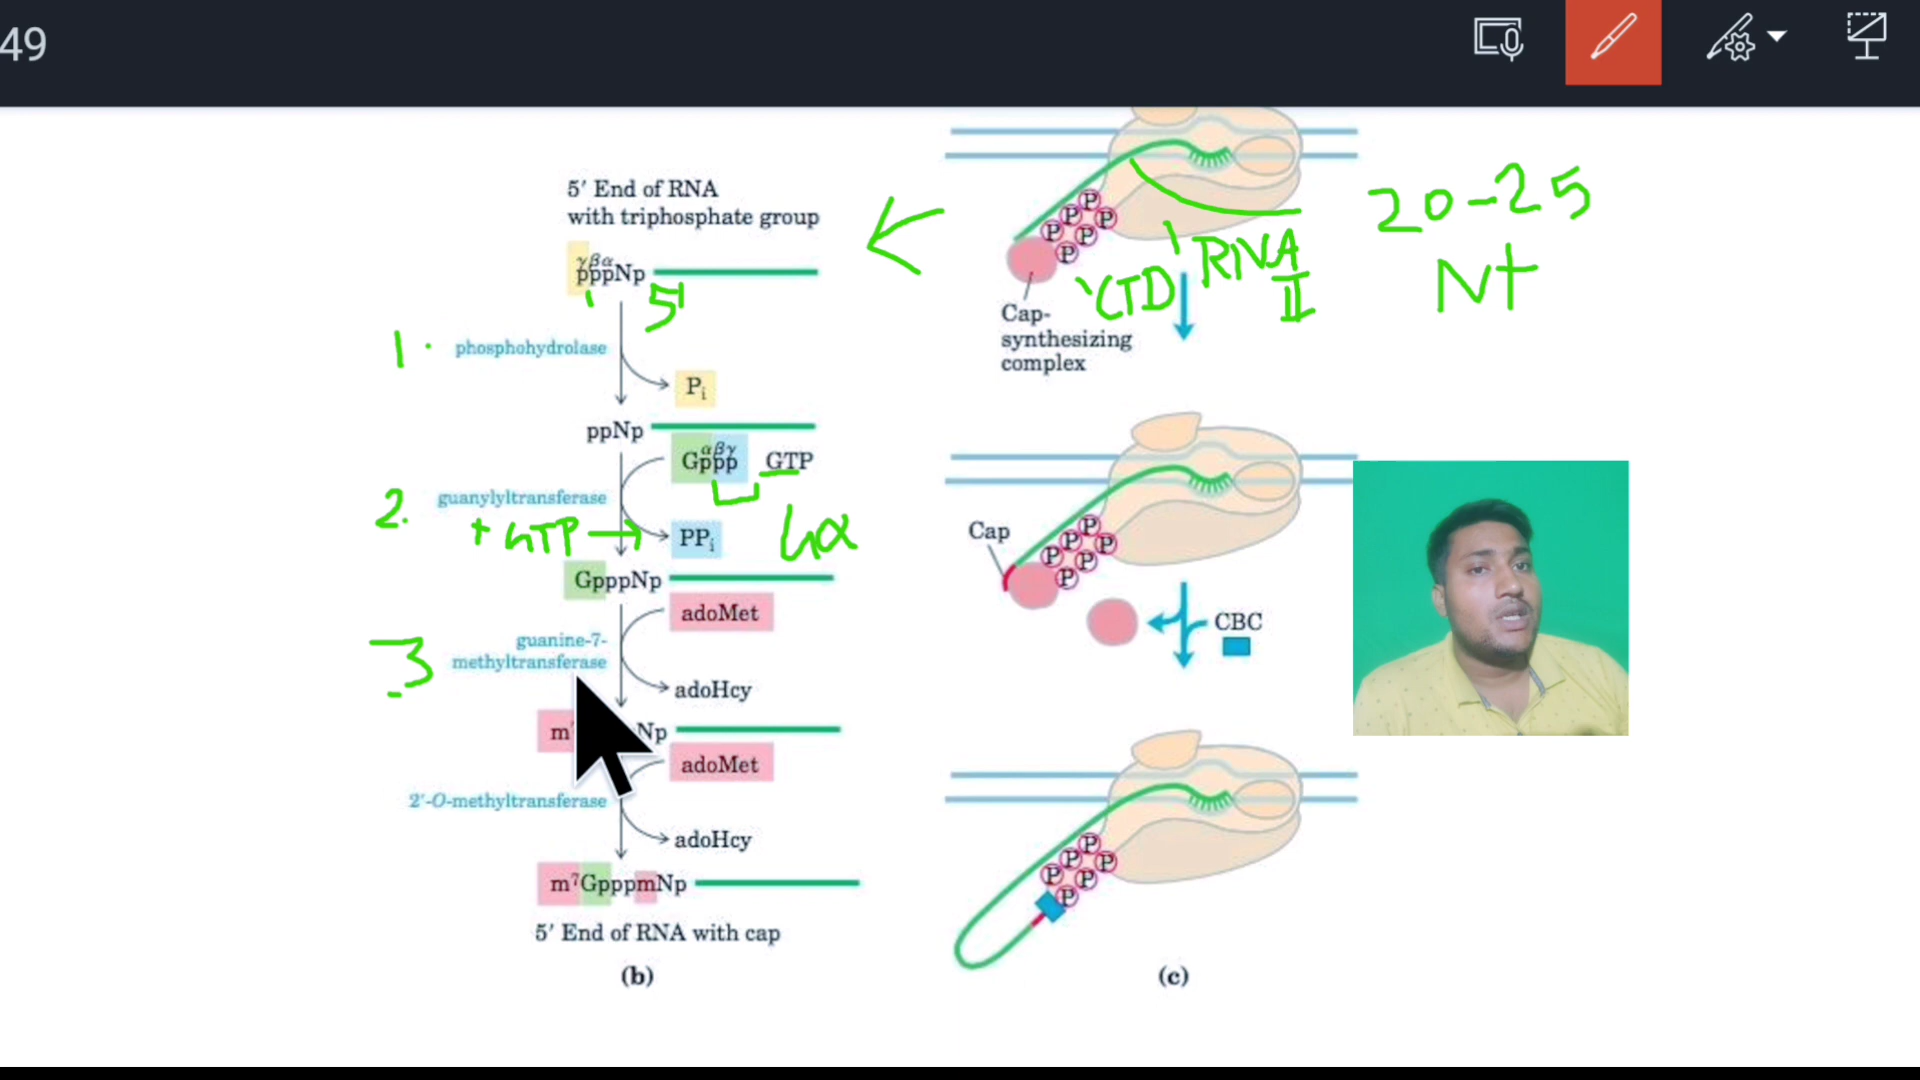 49
5′ End of RNA
with triphosphate group
γβα
pppNp
5'
1.
phosphohydrolase
Pi
ppNp
αβγ
Gppp GTP
2.
guanylyltransferase
+ GTP →
PPi
Gα
GpppNp
adoMet
3.
guanine-7-
methyltransferase
adoHcy
m Np
adoMet
2′-O-methyltransferase
adoHcy
m⁷GpppmNp
5′ End of RNA with cap
(b)
P
P P
P P
P
CTD RNA
II
20-25
Nt
Cap-
synthesizing
complex
Cap
P
P P
P P
P
CBC
P
P P
P P
P
(c)